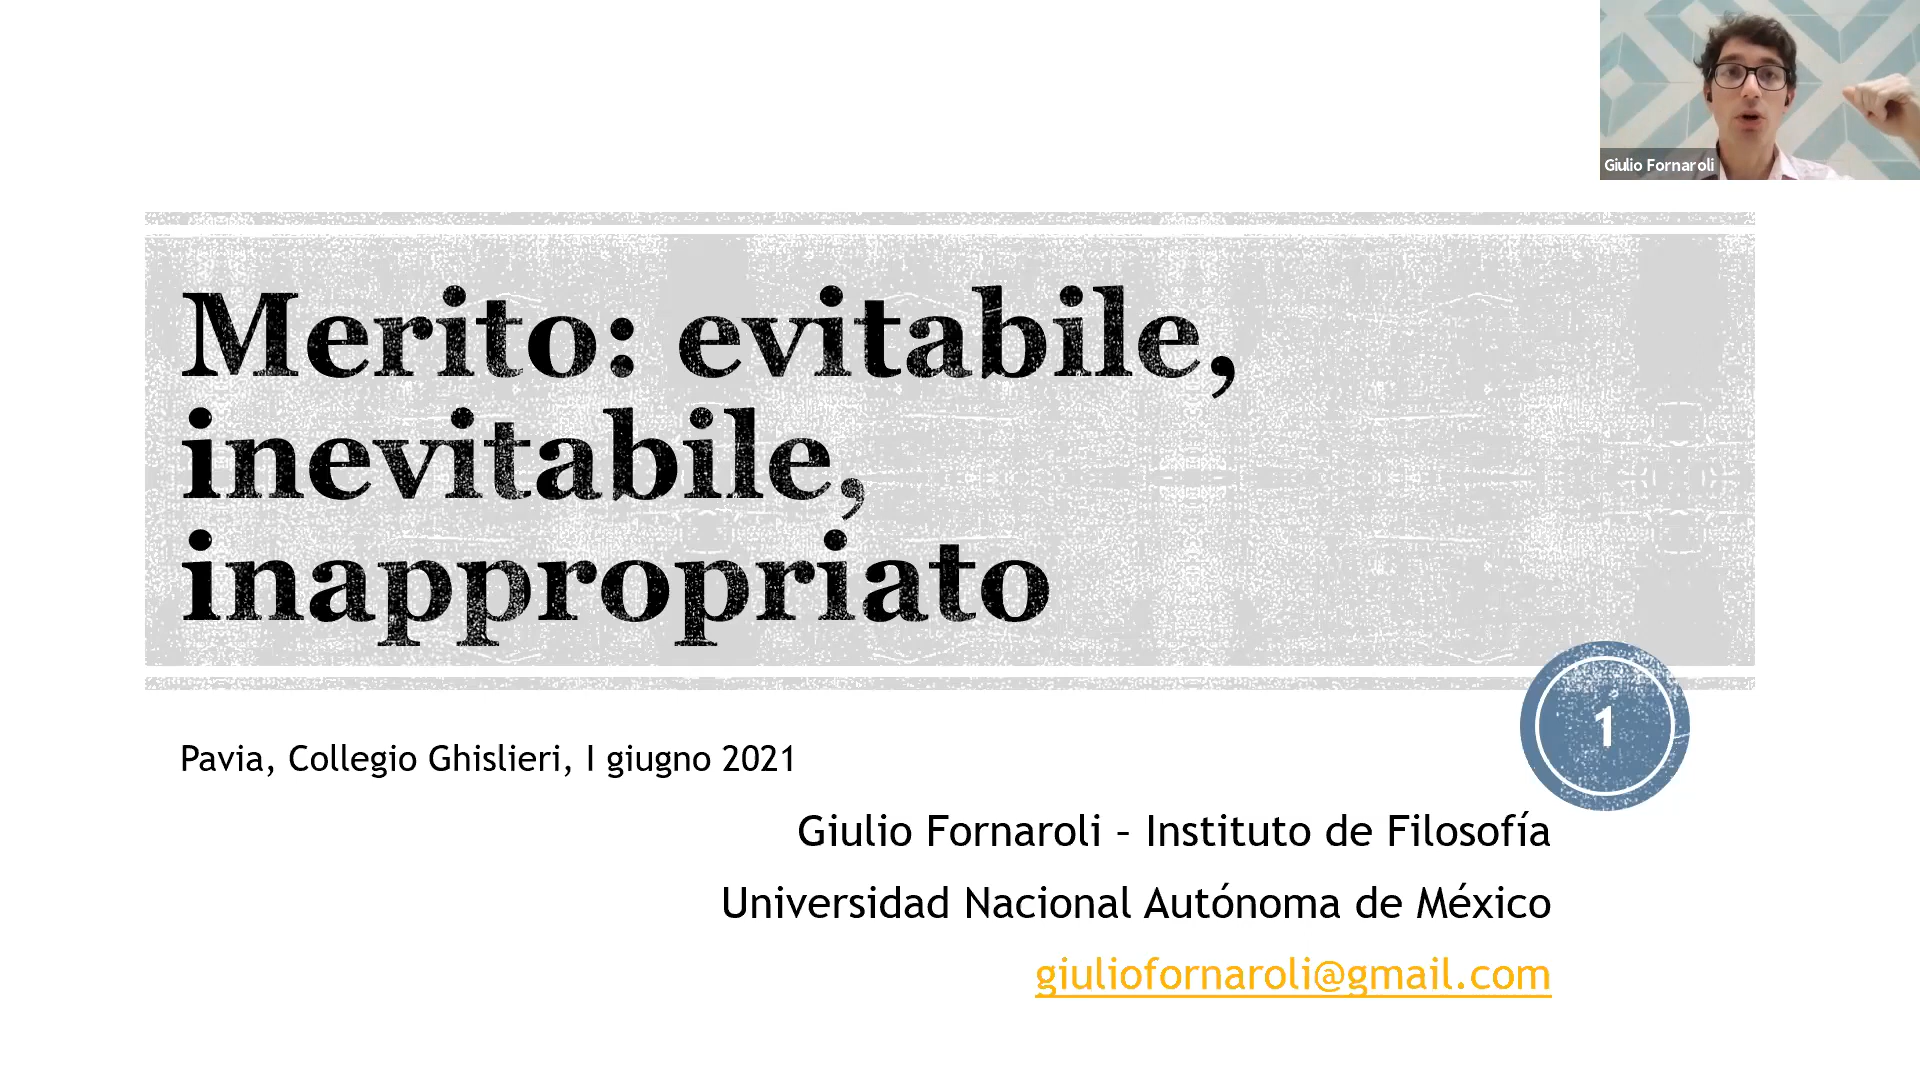 Giulio Fornaroli
Merito: evitabile,
inevitabile,
inappropriato
1
Pavia, Collegio Ghislieri, I giugno 2021
Giulio Fornaroli – Instituto de Filosofía
Universidad Nacional Autónoma de México
giuliofornaroli@gmail.com